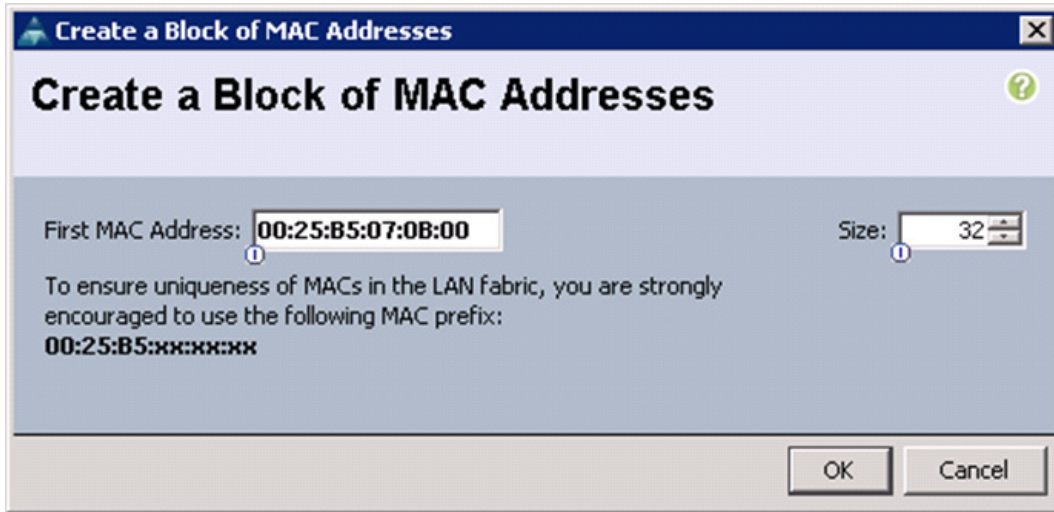 Create a Block of MAC Addresses
Create a Block of MAC Addresses
First MAC Address: 00:25:B5:07:0B:00
Size: 32
To ensure uniqueness of MACs in the LAN fabric, you are strongly
encouraged to use the following MAC prefix:
00:25:B5:xx:xx:xx
OK
Cancel